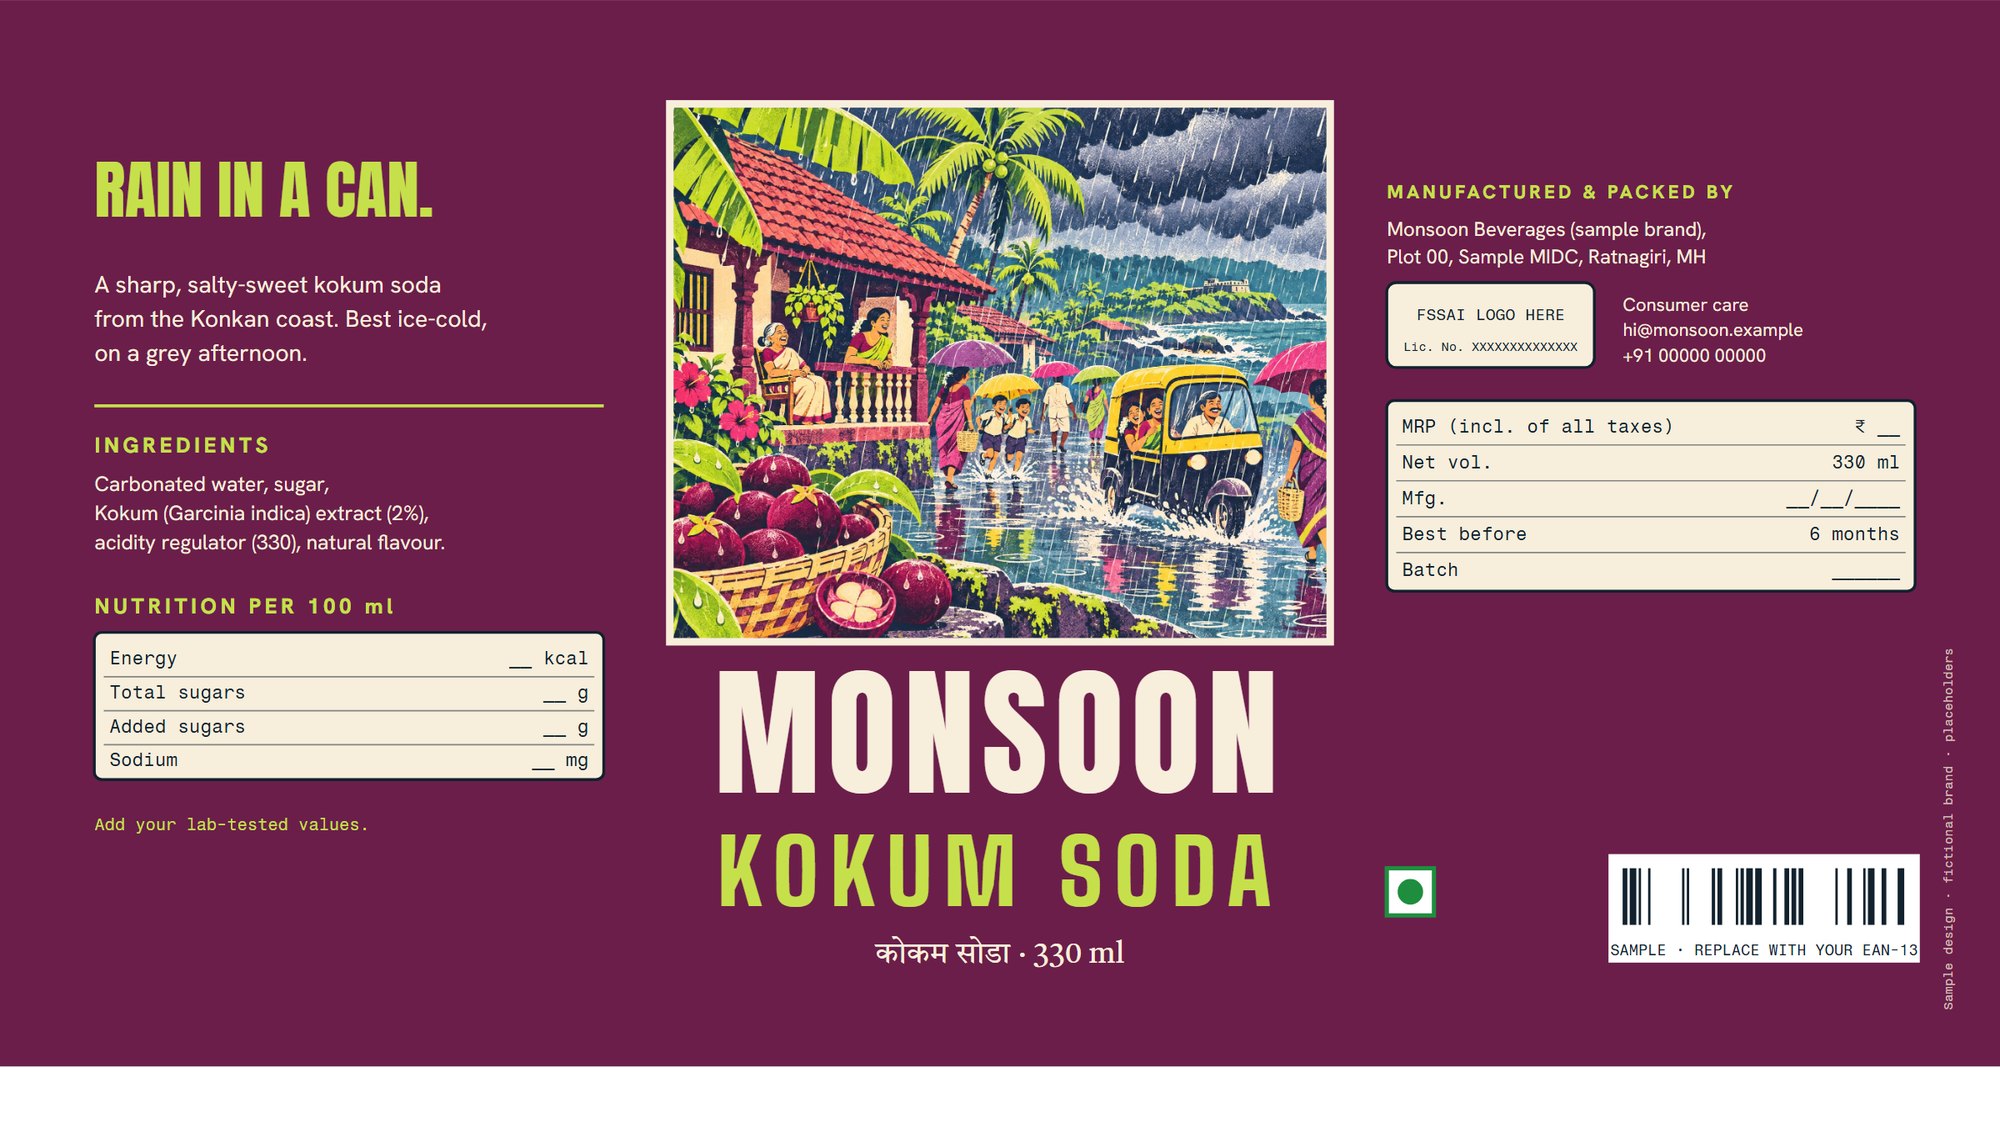 RAIN IN A CAN.
A sharp, salty-sweet kokum soda
from the Konkan coast. Best ice-cold,
on a grey afternoon.
INGREDIENTS
Carbonated water, sugar,
Kokum (Garcinia indica) extract (2%),
acidity regulator (330), natural flavour.
NUTRITION PER 100 ml
Energy __ kcal
Total sugars __ g
Added sugars __ g
Sodium __ mg
Add your lab-tested values.
MONSOON
KOKUM SODA
कोकम सोडा · 330 ml
MANUFACTURED & PACKED BY
Monsoon Beverages (sample brand),
Plot 00, Sample MIDC, Ratnagiri, MH
FSSAI LOGO HERE
Lic. No. XXXXXXXXXXXXXX
Consumer care
hi@monsoon.example
+91 00000 00000
MRP (incl. of all taxes) ₹ __
Net vol. 330 ml
Mfg. __/__/____
Best before 6 months
Batch ______
SAMPLE · REPLACE WITH YOUR EAN-13
Sample design · fictional brand · placeholders